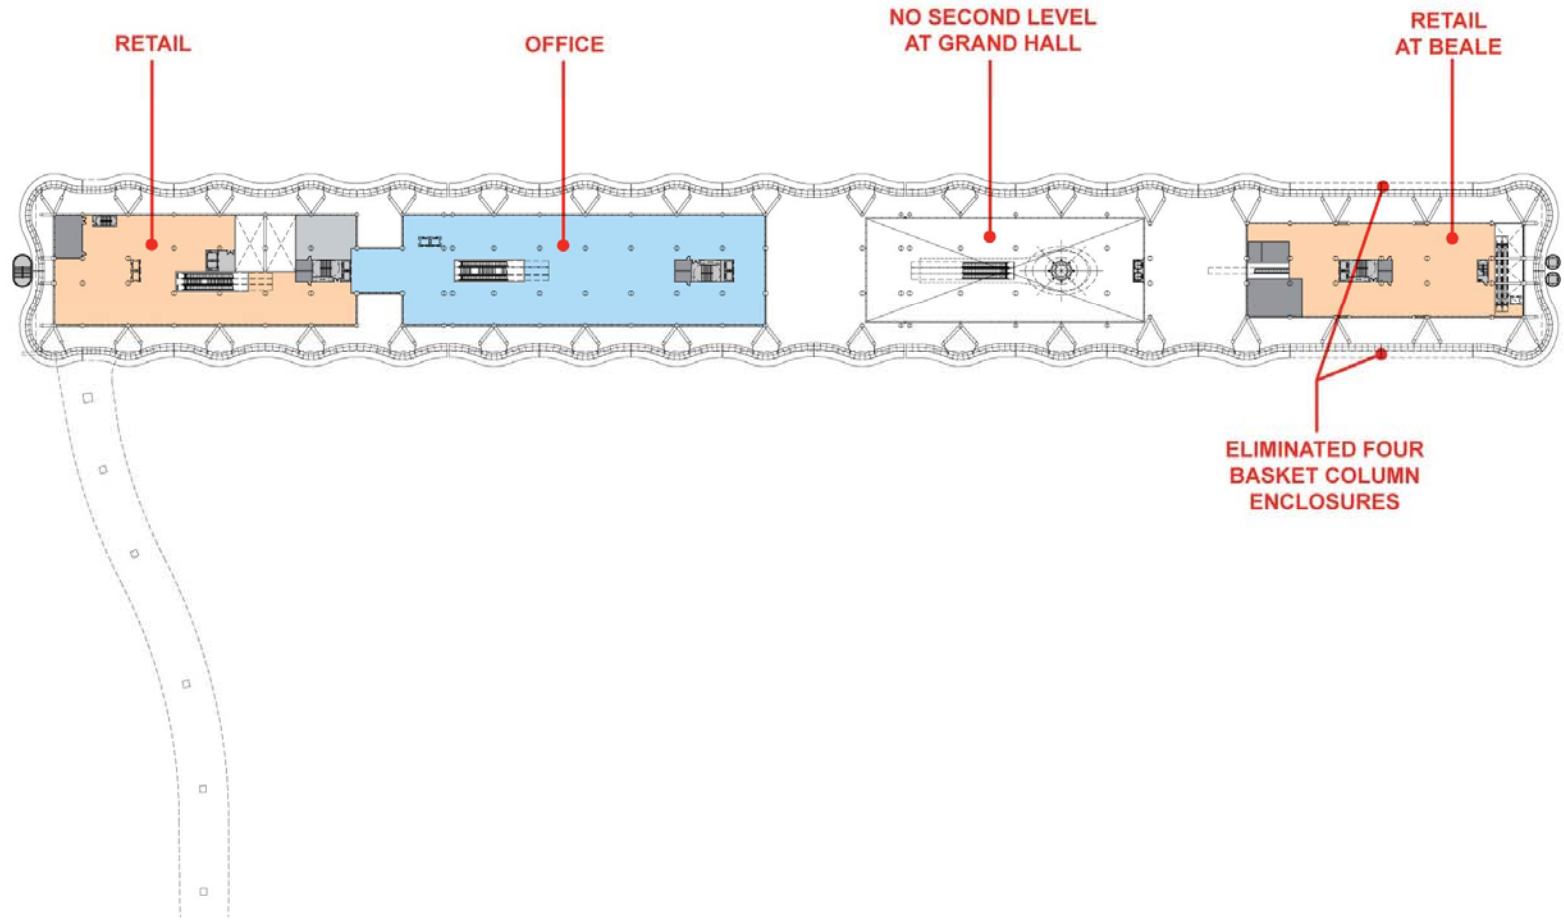 RETAIL
OFFICE
NO SECOND LEVEL
AT GRAND HALL
RETAIL
AT BEALE
ELIMINATED FOUR
BASKET COLUMN
ENCLOSURES